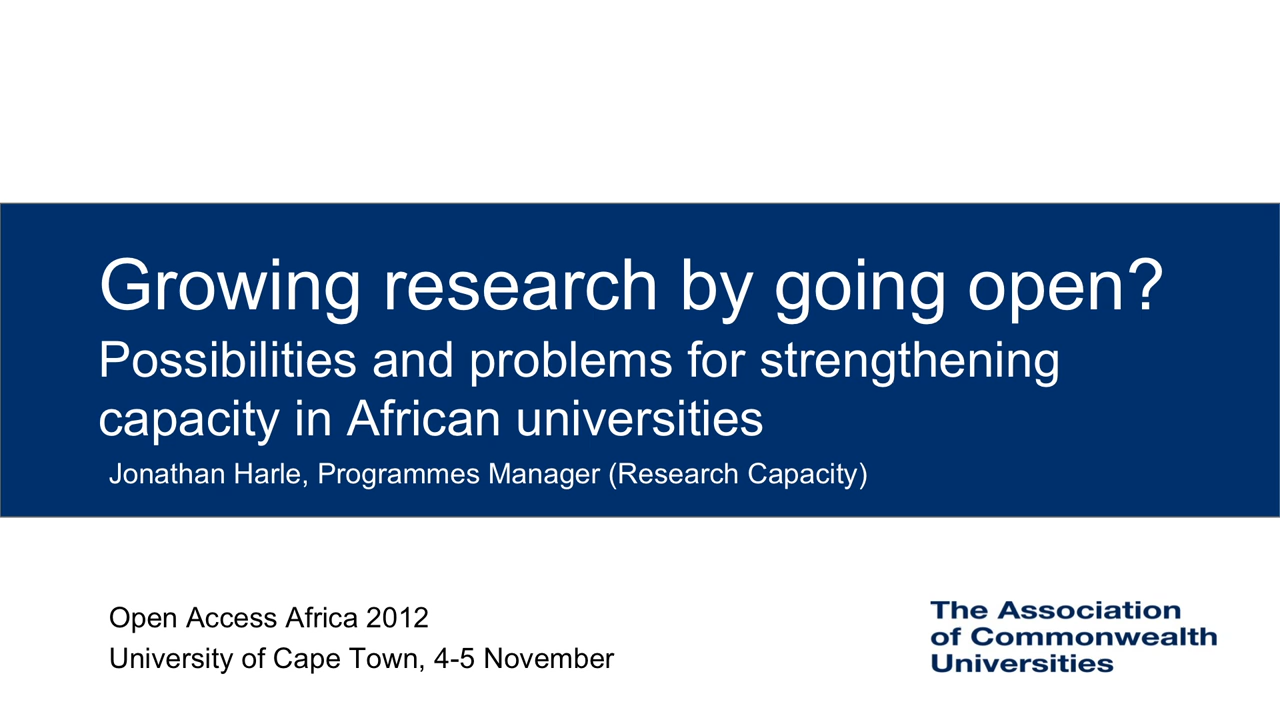 Growing research by going open?
Possibilities and problems for strengthening
capacity in African universities
Jonathan Harle, Programmes Manager (Research Capacity)
Open Access Africa 2012
University of Cape Town, 4-5 November
The Association
of Commonwealth
Universities